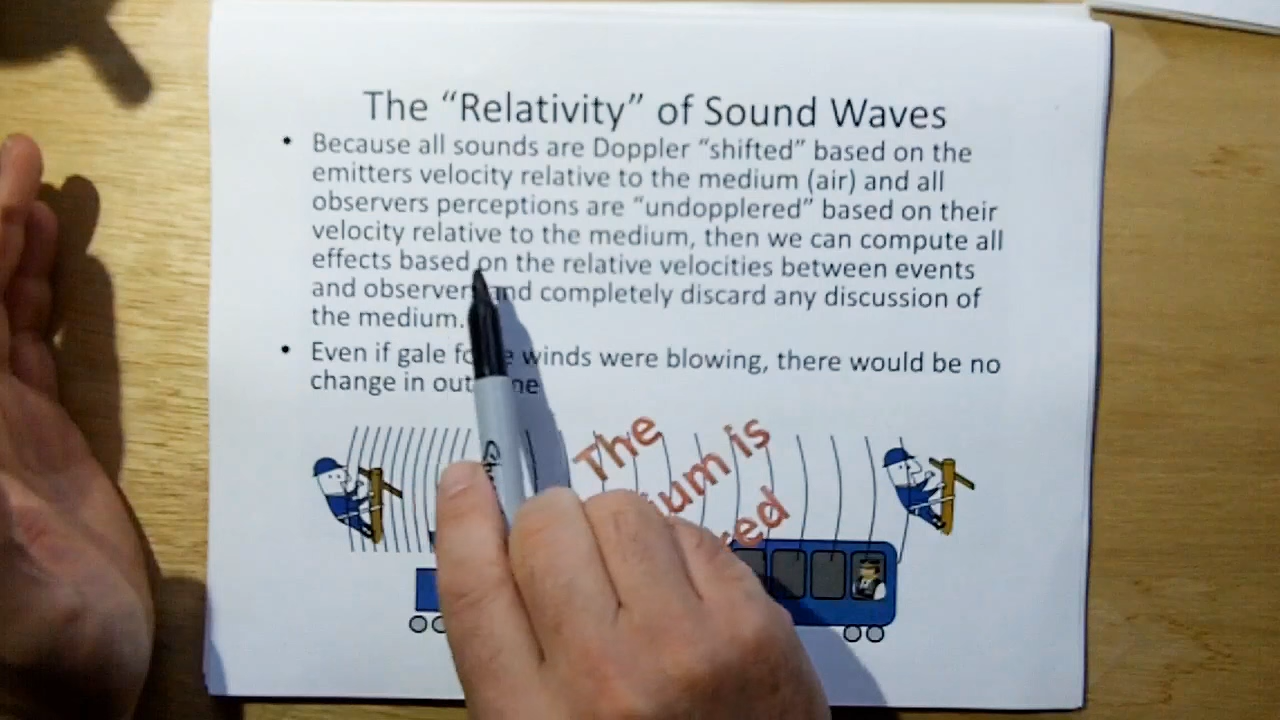 The "Relativity" of Sound Waves
• Because all sounds are Doppler "shifted" based on the
emitters velocity relative to the medium (air) and all
observers perceptions are "undopplered" based on their
velocity relative to the medium, then we can compute all
effects based on the relative velocities between events
and observer and completely discard any discussion of
the medium.
• Even if gale winds were blowing, there would be no
change in
The
is